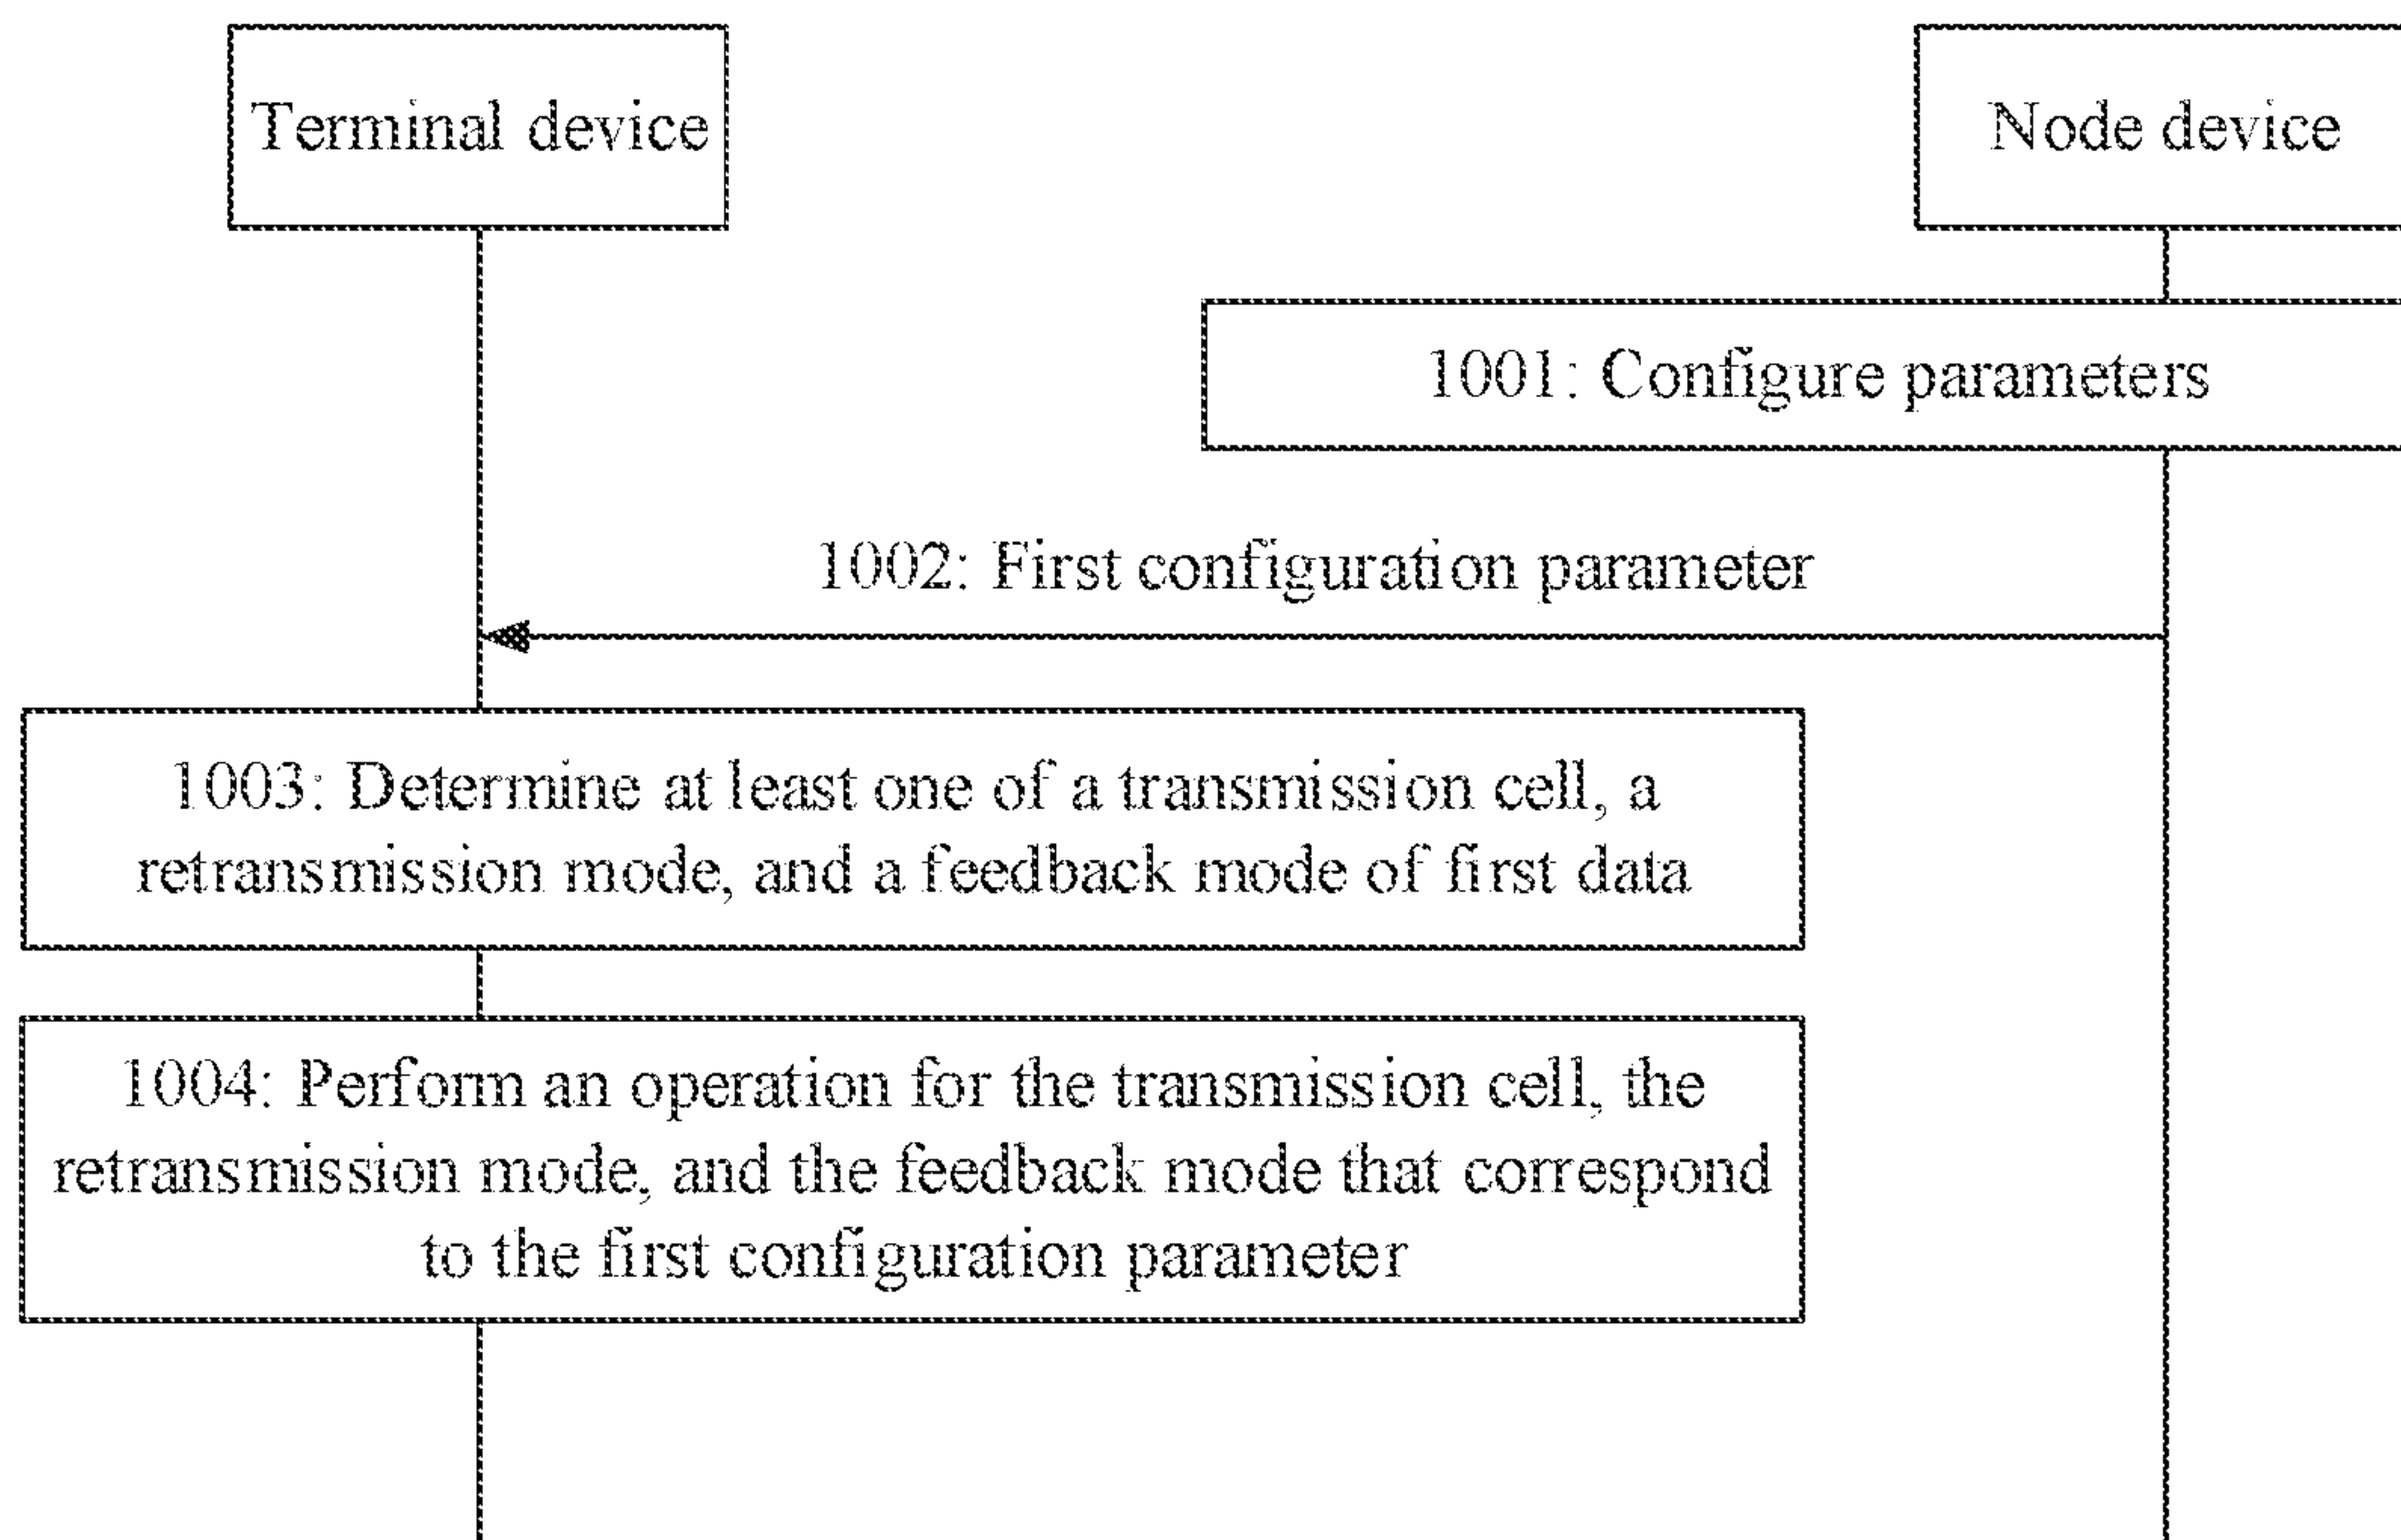 Terminal device
Node device
1001: Configure parameters
1002: First configuration parameter
1003: Determine at least one of a transmission cell, a
retransmission mode, and a feedback mode of first data
1004: Perform an operation for the transmission cell, the
retransmission mode, and the feedback mode that correspond
to the first configuration parameter